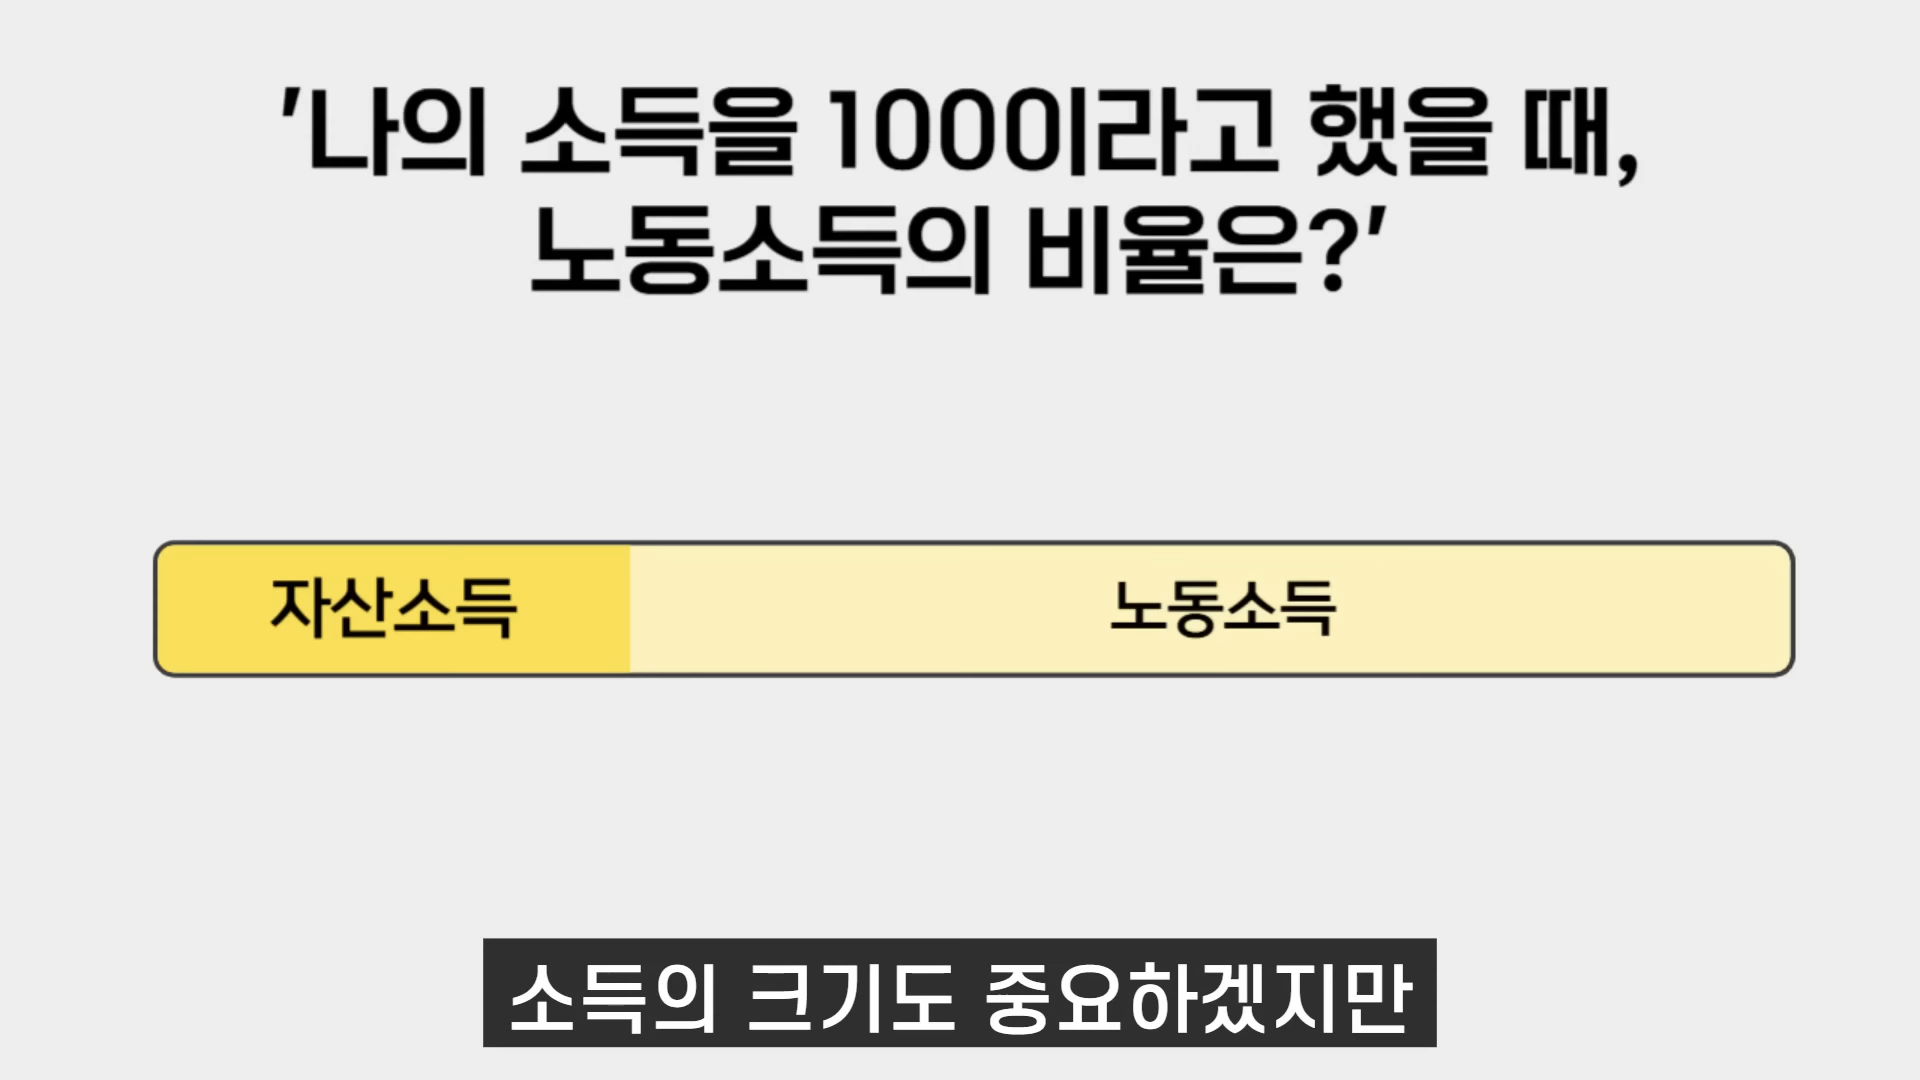 '나의 소득을 100이라고 했을 때,
노동소득의 비율은?'
자산소득
노동소득
소득의 크기도 중요하겠지만